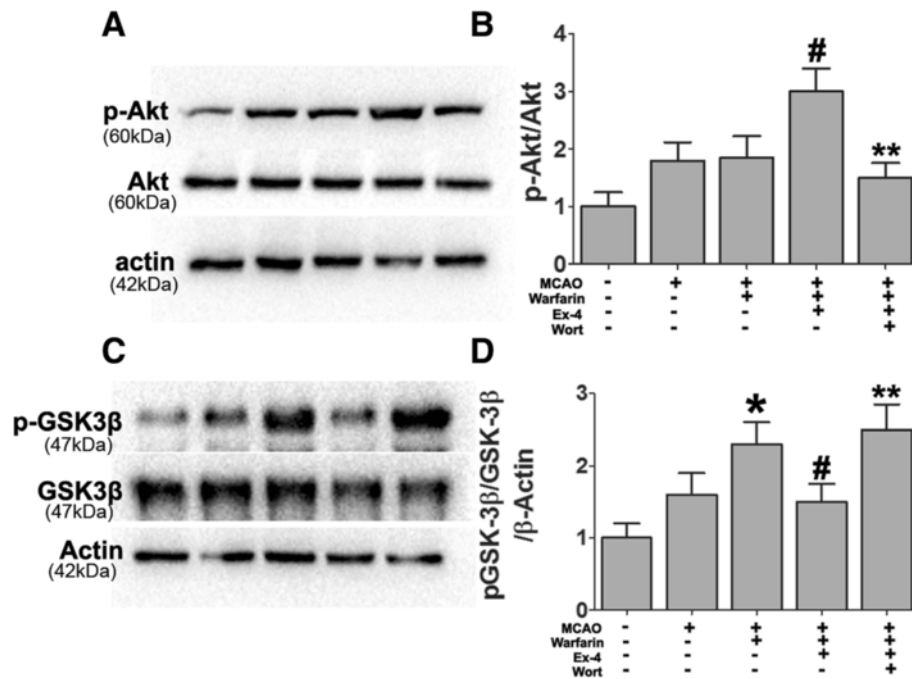 A
p-Akt
(60kDa)
Akt
(60kDa)
actin
(42kDa)
B
p-Akt/Akt
4
3
2
1
0
#
**
MCAO - + + + +
Warfarin - - + + +
Ex-4 - - - + +
Wort - - - - +
C
p-GSK3β
(47kDa)
GSK3β
(47kDa)
Actin
(42kDa)
D
pGSK-3β/GSK-3β
/β-Actin
3
2
1
0
*
#
**
MCAO - + + + +
Warfarin - - + + +
Ex-4 - - - + +
Wort - - - - +